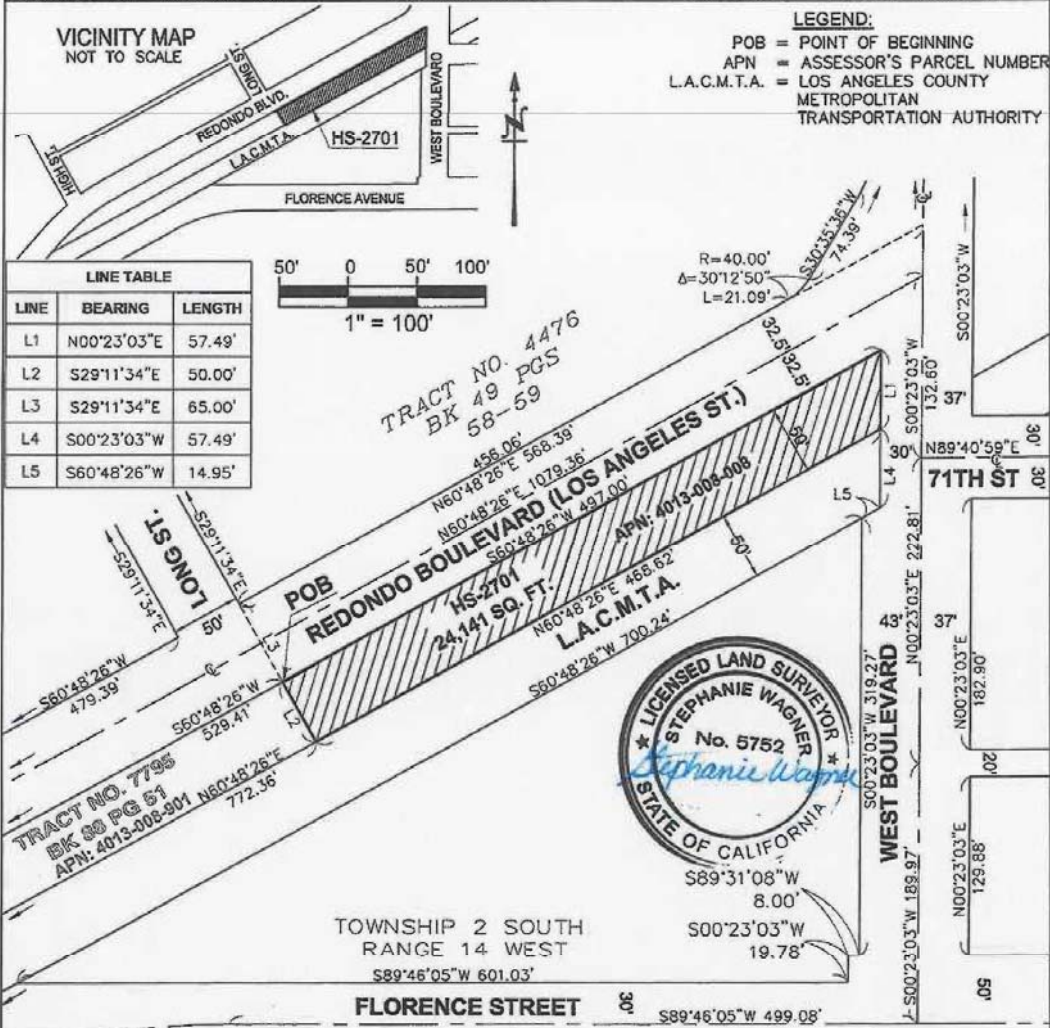 VICINITY MAP
NOT TO SCALE
LONG ST.
REDONDO BLVD.
L.A.C.M.T.A.
HS-2701
WEST BOULEVARD
HIGH ST.
FLORENCE AVENUE
N
LEGEND:
POB = POINT OF BEGINNING
APN = ASSESSOR'S PARCEL NUMBER
L.A.C.M.T.A. = LOS ANGELES COUNTY
METROPOLITAN
TRANSPORTATION AUTHORITY
LINE TABLE
LINE BEARING LENGTH
L1 N00°23'03"E 57.49'
L2 S29°11'34"E 50.00'
L3 S29°11'34"E 65.00'
L4 S00°23'03"W 57.49'
L5 S60°48'26"W 14.95'
50' 0 50' 100'
1" = 100'
R=40.00'
Δ=30°12'50"
L=21.09'
S30°35'36"W
74.39'
TRACT NO. 4476
BK 49 PGS
58-59
32.5' 32.5'
456.06'
N60°48'26"E 568.39'
N60°48'26"E 1079.36'
REDONDO BOULEVARD (LOS ANGELES ST.)
S60°48'26"W 497.00'
50'
APN: 4013-008-008
HS-2701
24,141 SQ. FT.
N60°48'26"E 468.62'
L.A.C.M.T.A.
50'
S60°48'26"W 700.24'
L1
S00°23'03"W
132.60'
S00°23'03"W
37'
30'
30'
N89°40'59"E
71TH ST
30'
L4
L5
LONG ST.
S29°11'34"E
S29°11'34"E
50'
POB
L3
L2
S60°48'26"W
479.39'
S60°48'26"W
529.41'
N60°48'26"E
772.36'
TRACT NO. 7795
BK 88 PG 51
APN: 4013-008-901
LICENSED LAND SURVEYOR
STEPHANIE WAGNER
No. 5752
Stephanie Wagner
STATE OF CALIFORNIA
S00°23'03"W 319.27'
43'
N00°23'03"E 222.81'
37'
WEST BOULEVARD
N00°23'03"E
182.90'
20'
N00°23'03"E
129.88'
S00°23'03"W 189.97'
50'
S89°31'08"W
8.00'
S00°23'03"W
19.78'
TOWNSHIP 2 SOUTH
RANGE 14 WEST
S89°46'05"W 601.03'
FLORENCE STREET
30'
S89°46'05"W 499.08'